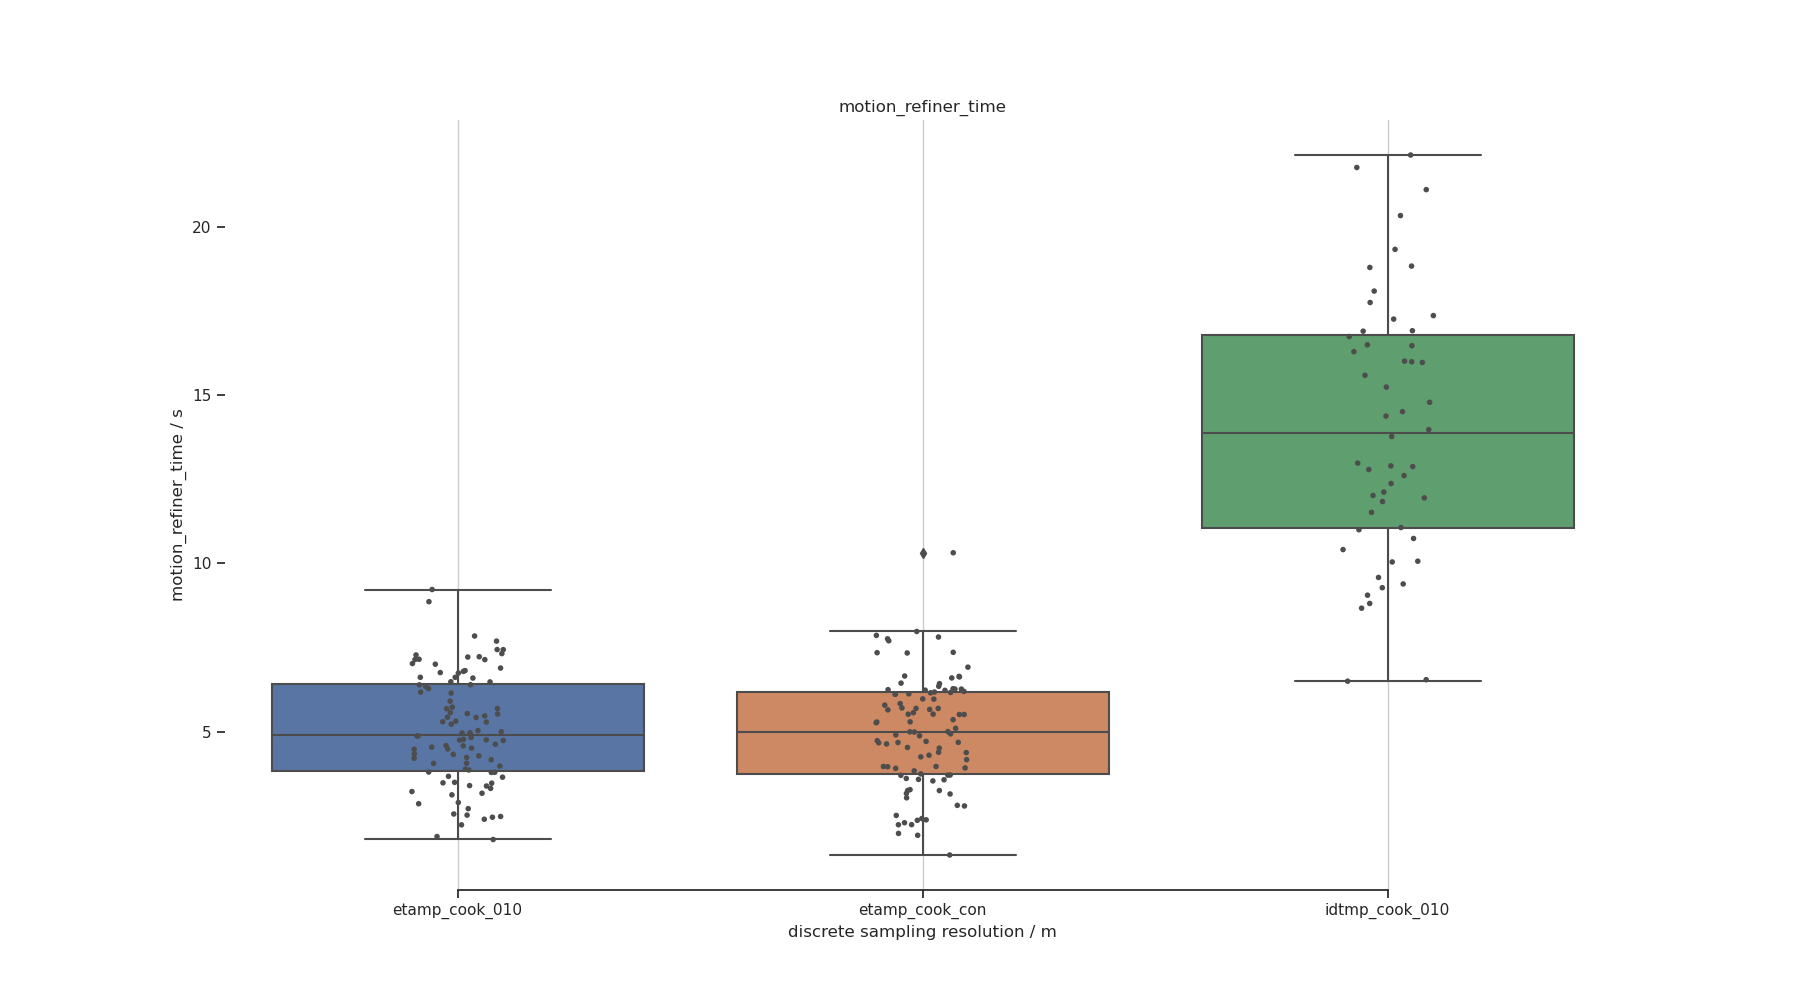 motion_refiner_time
motion_refiner_time / s
20
15
10
5
etamp_cook_010
etamp_cook_con
idtmp_cook_010
discrete sampling resolution / m